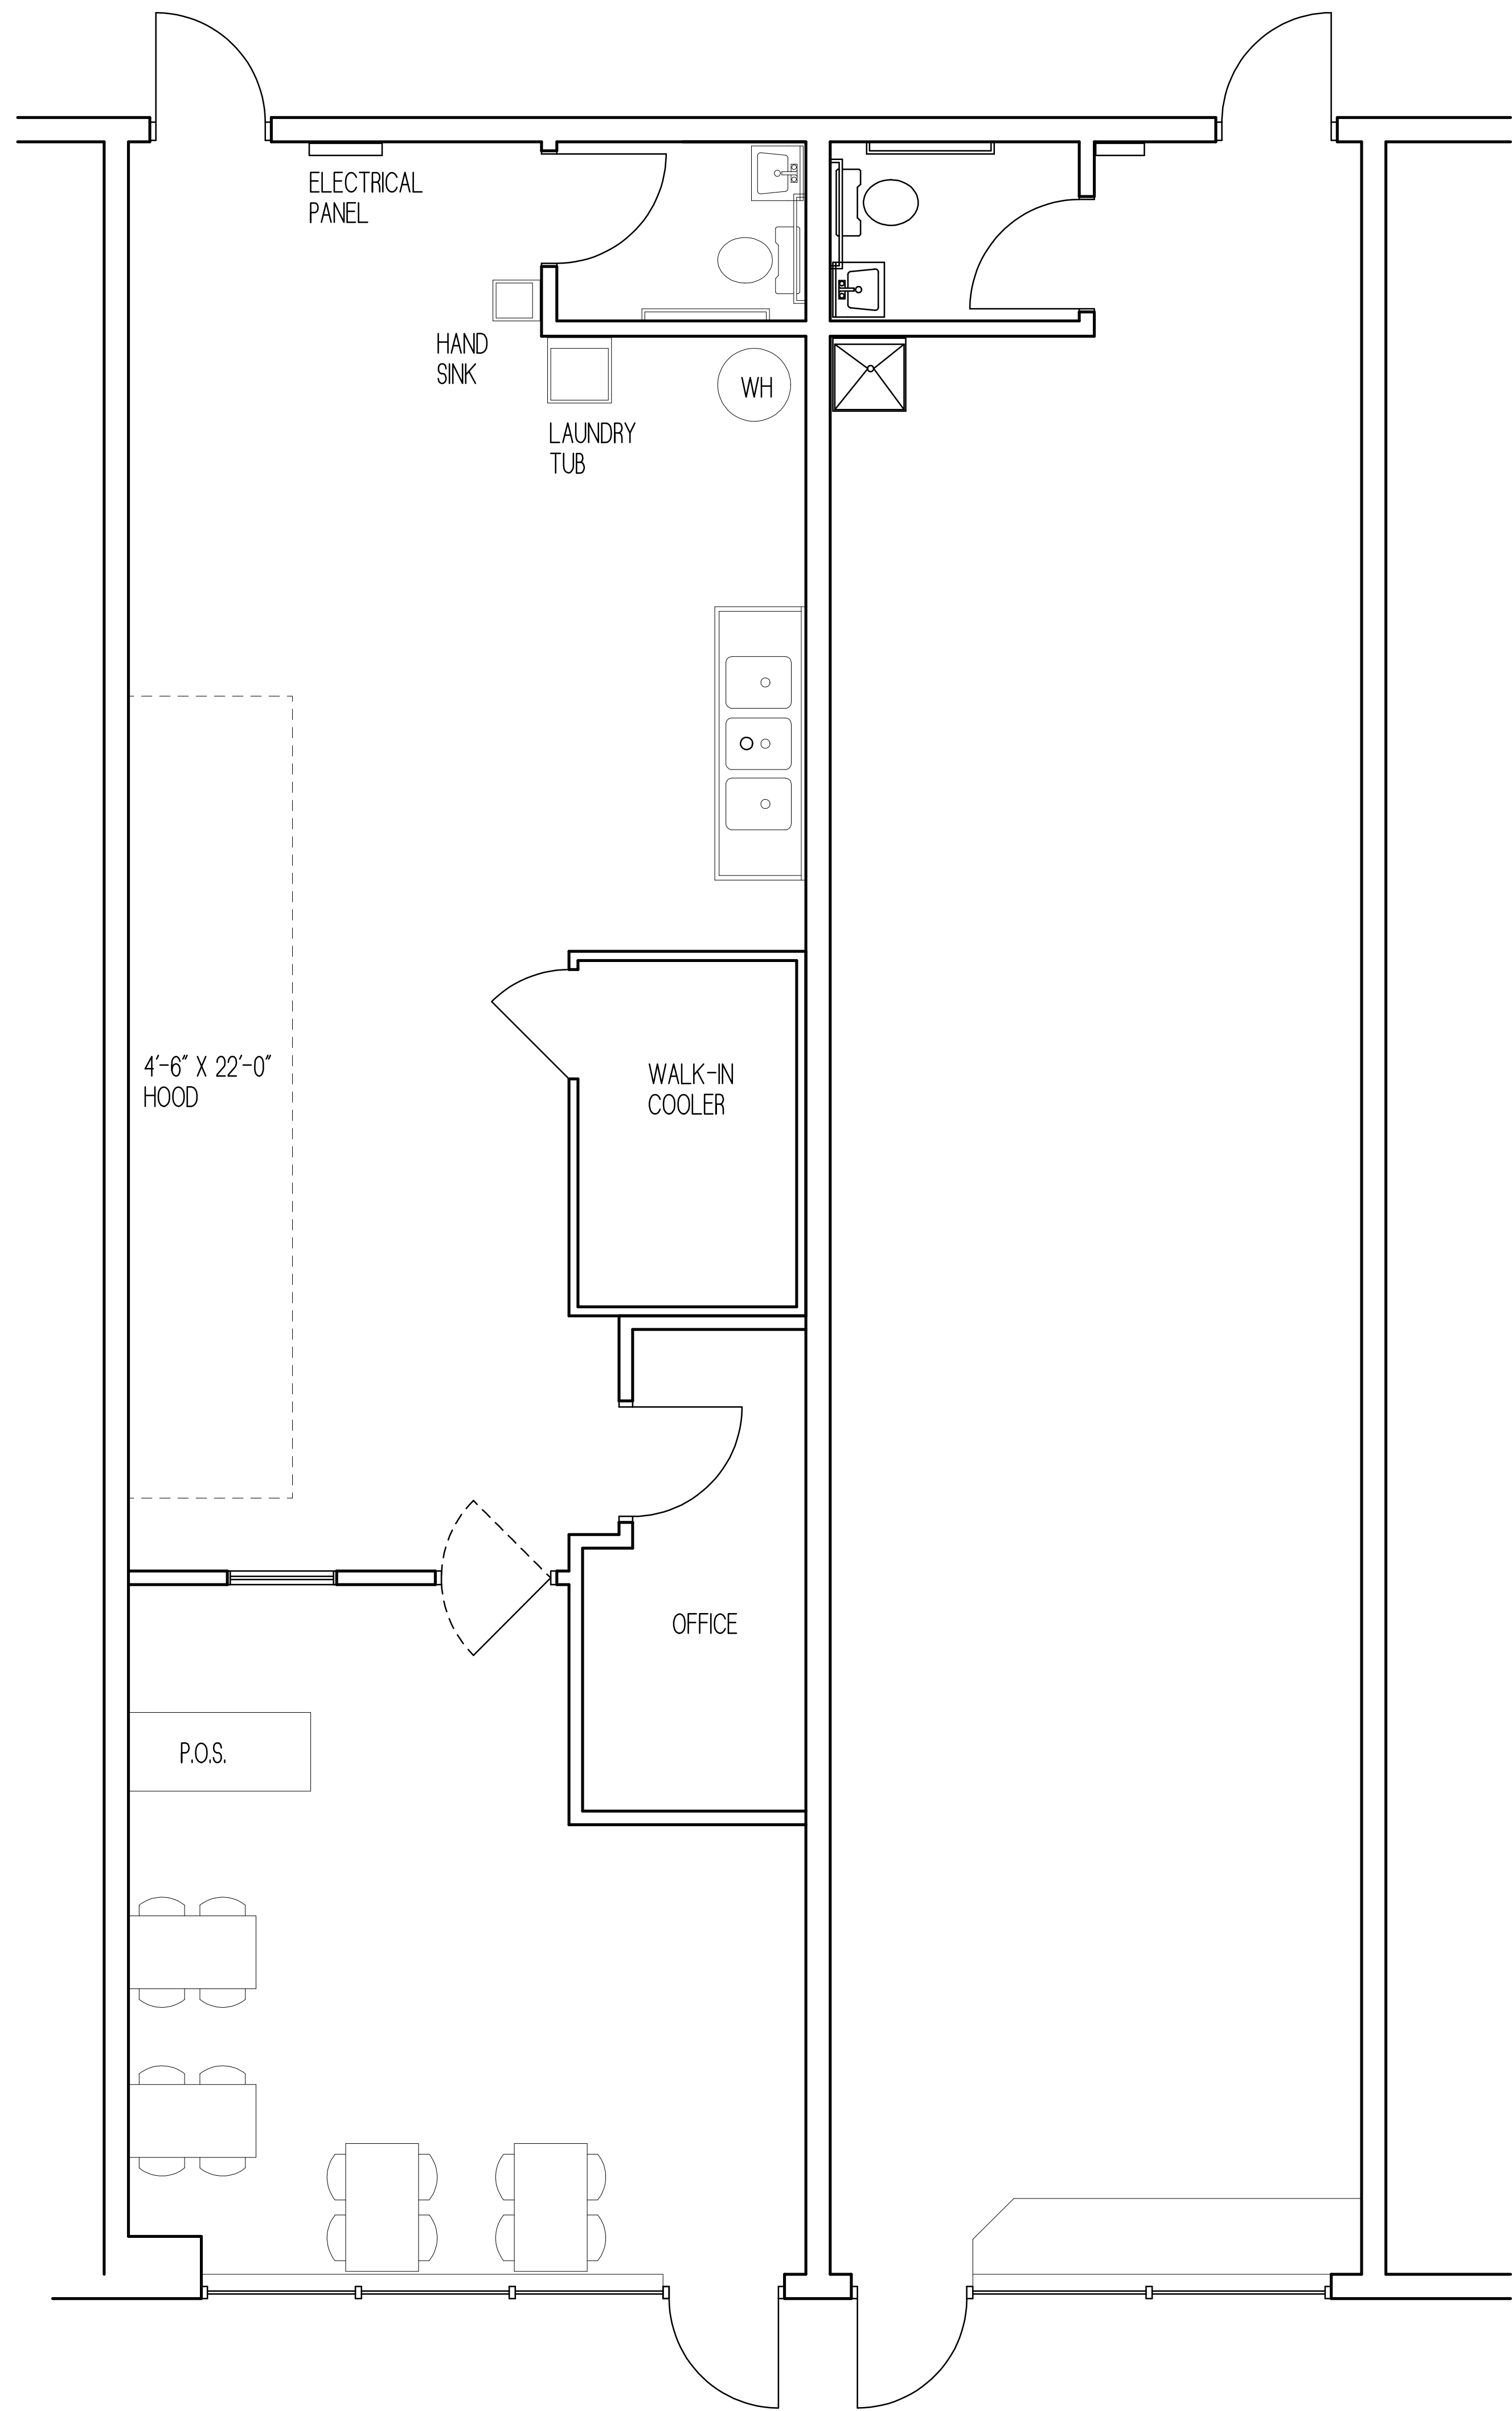 ELECTRICAL
PANEL
HAND
SINK
WH
LAUNDRY
TUB
4'-6" X 22'-0"
HOOD
WALK-IN
COOLER
OFFICE
P.O.S.